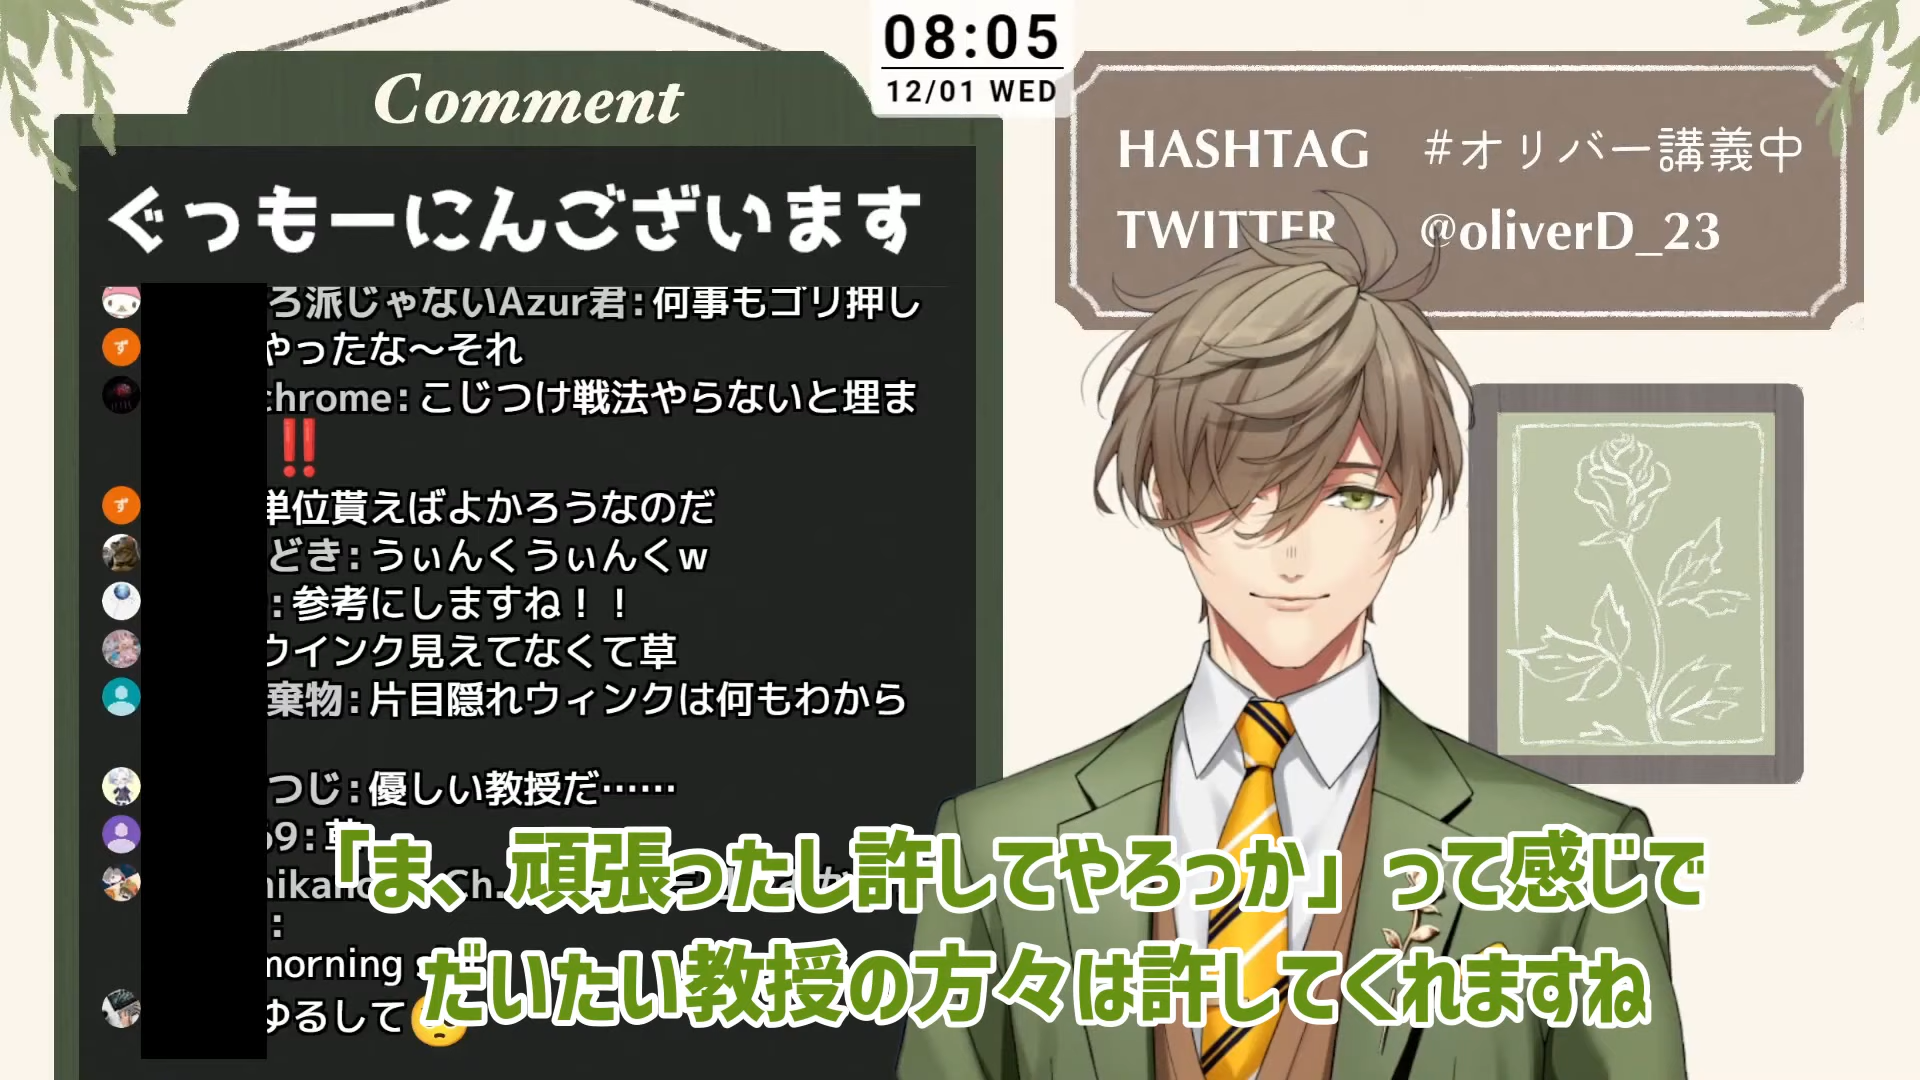 08:05
12/01 WED
Comment
ぐっもーにんございます
HASHTAG #オリバー講義中
TWITTER @oliverD_23
ろ派じゃないAzur君:何事もゴリ押し
ず
やったな〜それ
chrome:こじつけ戦法やらないと埋ま
‼
ず
単位貰えばよかろうなのだ
どき:うぃんくうぃんくw
:参考にしますね！！
ウインク見えてなくて草
棄物:片目隠れウィンクは何もわから
つじ:優しい教授だ……
69:草
mikan Ch.
:
morning
ゆるして
「ま、頑張ったし許してやろっか」って感じで
だいたい教授の方々は許してくれますね